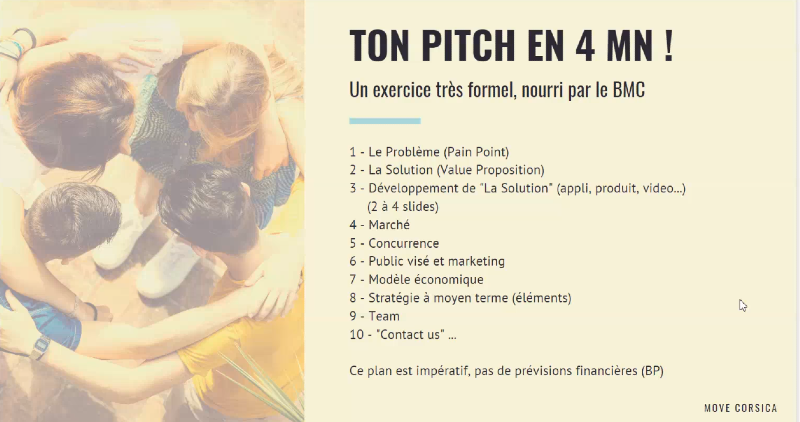 TON PITCH EN 4 MN !
Un exercice très formel, nourri par le BMC
1 - Le Problème (Pain Point)
2 - La Solution (Value Proposition)
3 - Développement de "La Solution" (appli, produit, video...)
(2 à 4 slides)
4 - Marché
5 - Concurrence
6 - Public visé et marketing
7 - Modèle économique
8 - Stratégie à moyen terme (éléments)
9 - Team
10 - "Contact us" ...
Ce plan est impératif, pas de prévisions financières (BP)
MOVE CORSICA